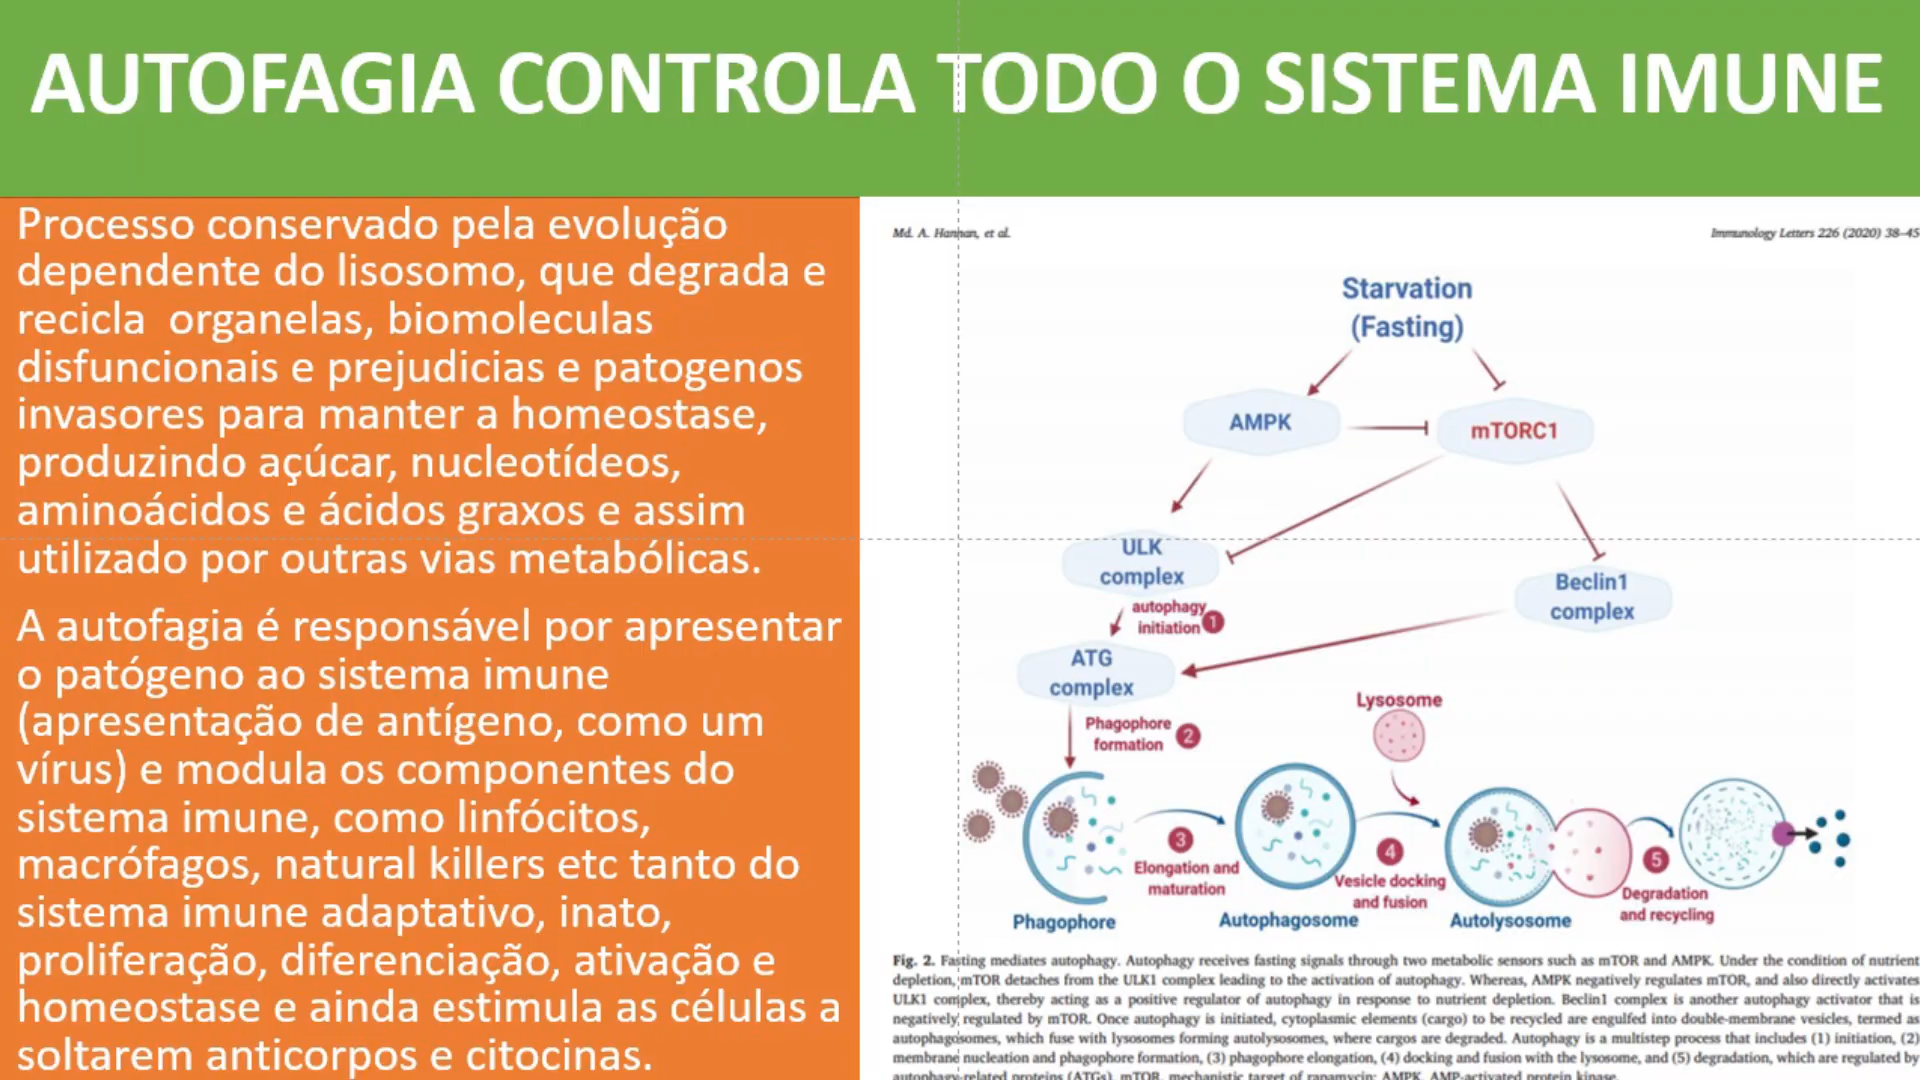 AUTOFAGIA CONTROLA TODO O SISTEMA IMUNE
Processo conservado pela evolução
dependente do lisosomo, que degrada e
recicla  organelas, biomoleculas
disfuncionais e prejudicias e patogenos
invasores para manter a homeostase,
produzindo açúcar, nucleotídeos,
aminoácidos e ácidos graxos e assim
utilizado por outras vias metabólicas.
A autofagia é responsável por apresentar
o patógeno ao sistema imune
(apresentação de antígeno, como um
vírus) e modula os componentes do
sistema imune, como linfócitos,
macrófagos, natural killers etc tanto do
sistema imune adaptativo, inato,
proliferação, diferenciação, ativação e
homeostase e ainda estimula as células a
soltarem anticorpos e citocinas.
Md. A. Hannan, et al.
Immunology Letters 226 (2020) 38–45
Starvation
(Fasting)
AMPK
mTORC1
ULK
complex
Beclin1
complex
autophagy
initiation 1
ATG
complex
Phagophore
formation 2
Lysosome
3
Elongation and
maturation
4
Vesicle docking
and fusion
5
Degradation
and recycling
Phagophore
Autophagosome
Autolysosome
Fig. 2. Fasting mediates autophagy. Autophagy receives fasting signals through two metabolic sensors such as mTOR and AMPK. Under the condition of nutrient
depletion, mTOR detaches from the ULK1 complex leading to the activation of autophagy. Whereas, AMPK negatively regulates mTOR, and also directly activates
ULK1 complex, thereby acting as a positive regulator of autophagy in response to nutrient depletion. Beclin1 complex is another autophagy activator that is
negatively regulated by mTOR. Once autophagy is initiated, cytoplasmic elements (cargo) to be recycled are engulfed into double-membrane vesicles, termed as
autophagosomes, which fuse with lysosomes forming autolysosomes, where cargos are degraded. Autophagy is a multistep process that includes (1) initiation, (2)
membrane nucleation and phagophore formation, (3) phagophore elongation, (4) docking and fusion with the lysosome, and (5) degradation, which are regulated by
autophagy-related proteins (ATGs). mTOR, mechanistic target of rapamycin; AMPK, AMP-activated protein kinase.